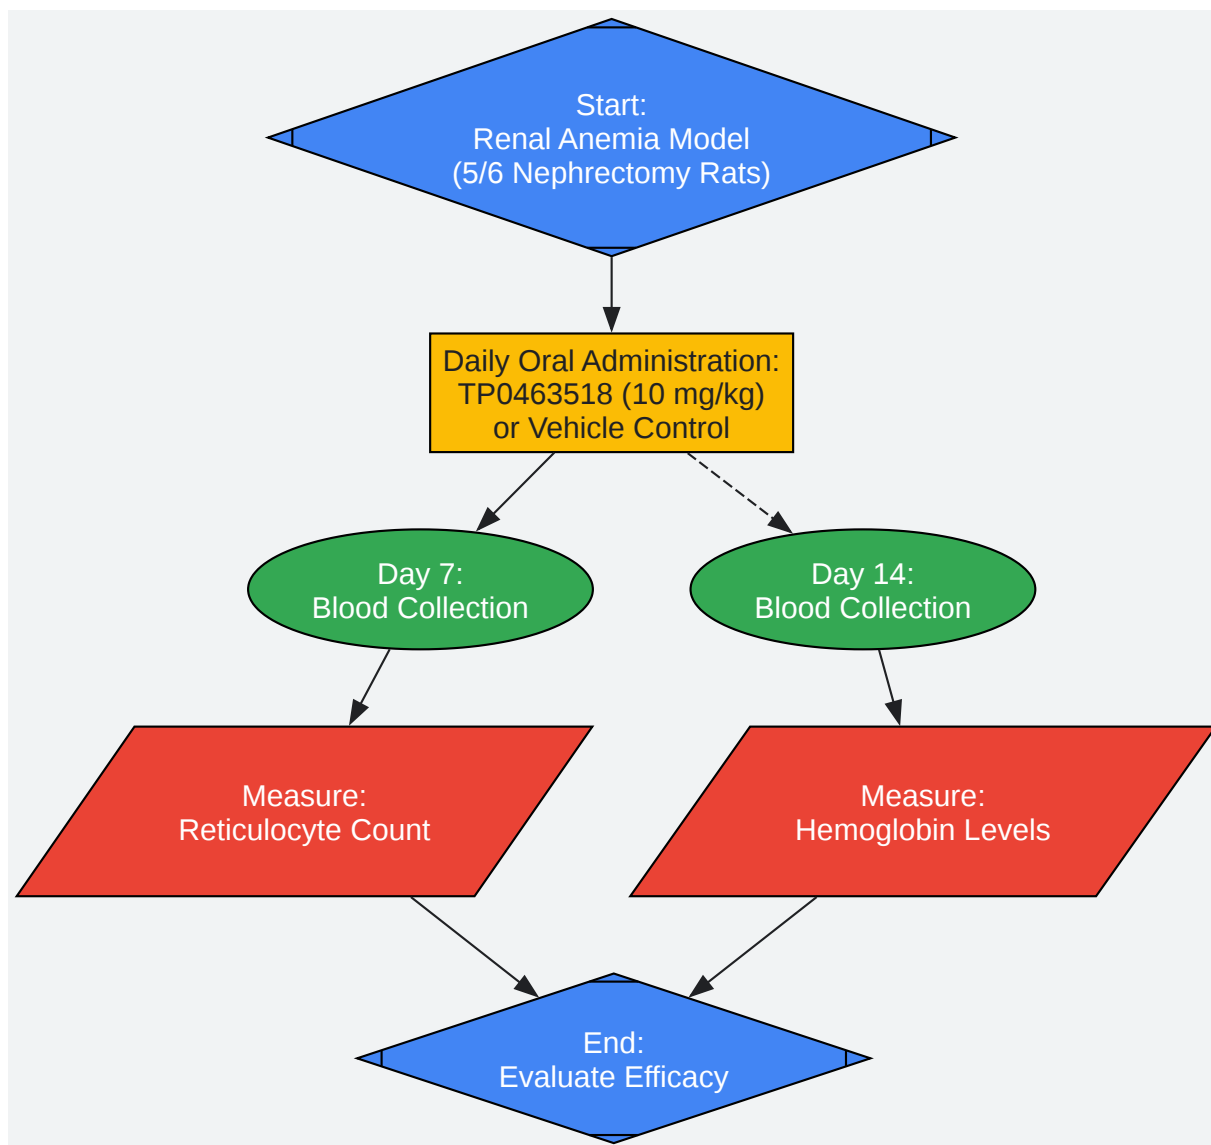 Start:
Renal Anemia Model
(5/6 Nephrectomy Rats)
Daily Oral Administration:
TP0463518 (10 mg/kg)
or Vehicle Control
Day 7:
Blood Collection
Day 14:
Blood Collection
Measure:
Reticulocyte Count
Measure:
Hemoglobin Levels
End:
Evaluate Efficacy